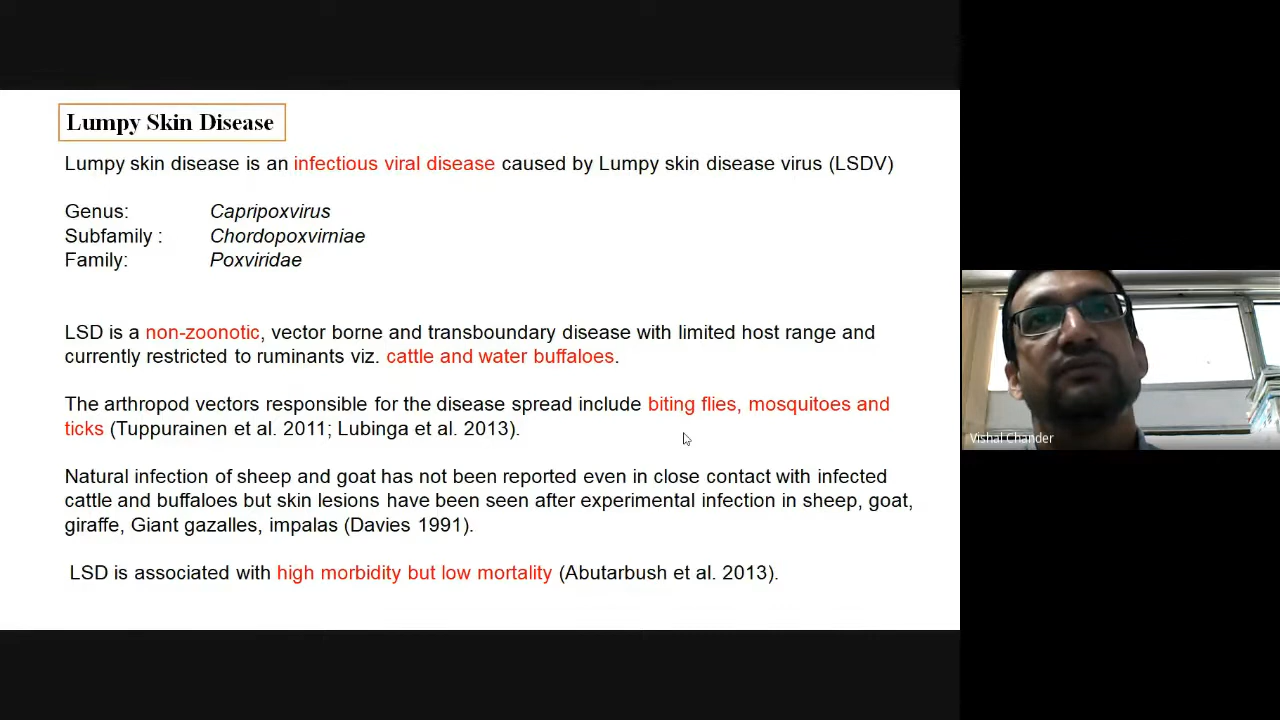 Lumpy Skin Disease
Lumpy skin disease is an infectious viral disease caused by Lumpy skin disease virus (LSDV)
Genus: Capripoxvirus
Subfamily : Chordopoxvirniae
Family: Poxviridae
LSD is a non-zoonotic, vector borne and transboundary disease with limited host range and
currently restricted to ruminants viz. cattle and water buffaloes.
The arthropod vectors responsible for the disease spread include biting flies, mosquitoes and
ticks (Tuppurainen et al. 2011; Lubinga et al. 2013).
Natural infection of sheep and goat has not been reported even in close contact with infected
cattle and buffaloes but skin lesions have been seen after experimental infection in sheep, goat,
giraffe, Giant gazalles, impalas (Davies 1991).
LSD is associated with high morbidity but low mortality (Abutarbush et al. 2013).
Vishal Chander